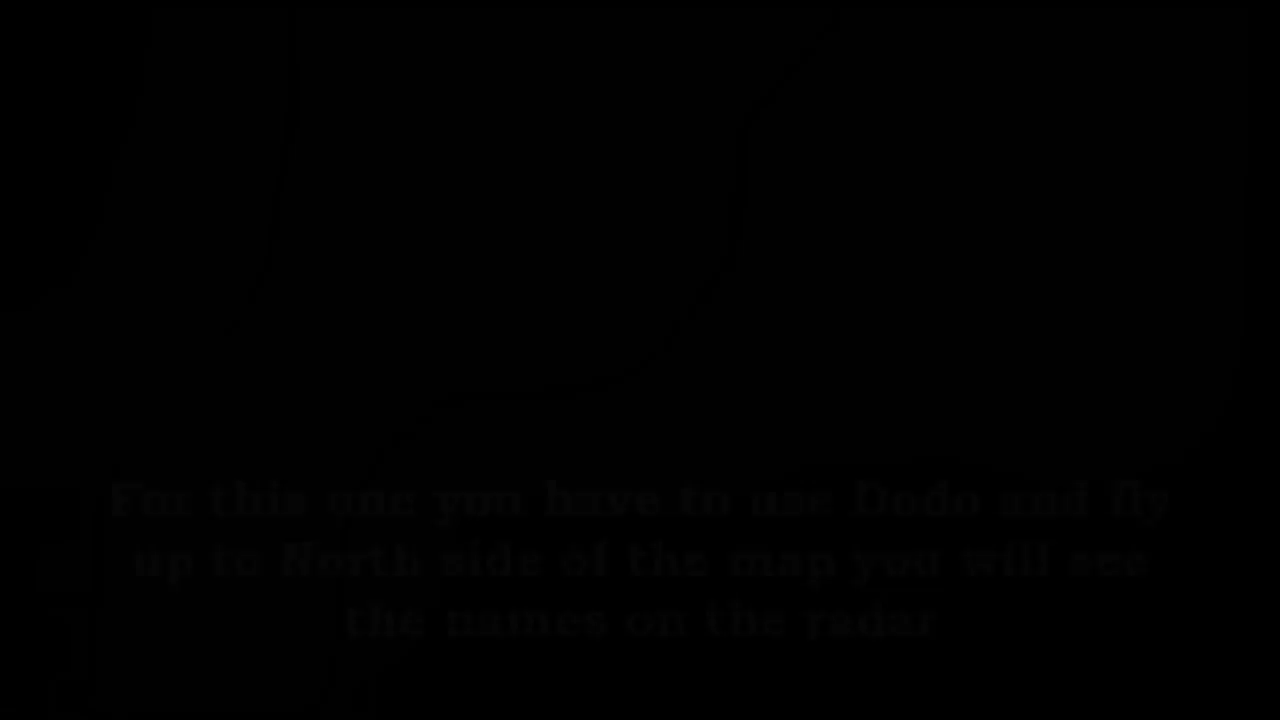 For this one you have to use Dodo and fly
up to North side of the map you will see
the names on the radar